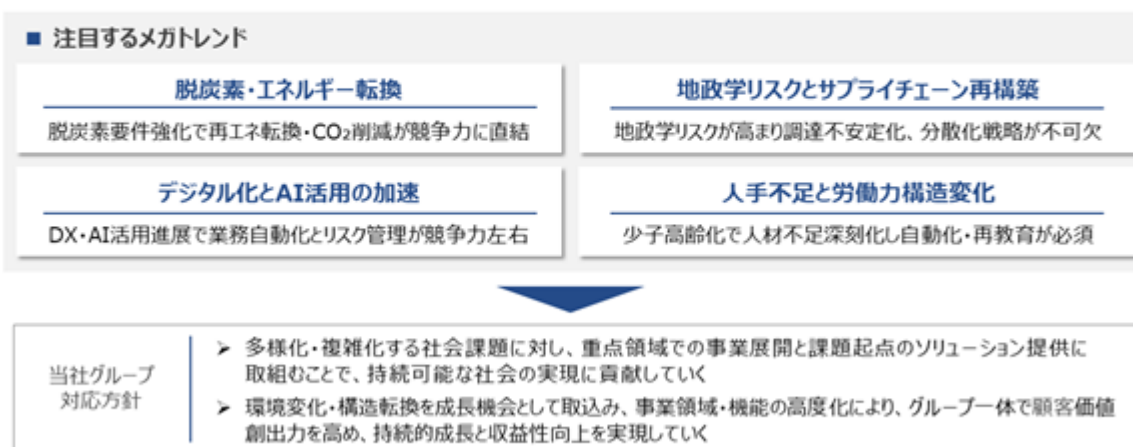 ■ 注目するメガトレンド
脱炭素・エネルギー転換
脱炭素要件強化で再エネ転換・CO₂削減が競争力に直結
地政学リスクとサプライチェーン再構築
地政学リスクが高まり調達不安定化、分散化戦略が不可欠
デジタル化とAI活用の加速
DX・AI活用進展で業務自動化とリスク管理が競争力左右
人手不足と労働力構造変化
少子高齢化で人材不足深刻化し自動化・再教育が必須
当社グループ
対応方針
➢ 多様化・複雑化する社会課題に対し、重点領域での事業展開と課題起点のソリューション提供に
取組むことで、持続可能な社会の実現に貢献していく
➢ 環境変化・構造転換を成長機会として取込み、事業領域・機能の高度化により、グループ一体で顧客価値
創出力を高め、持続的成長と収益性向上を実現していく